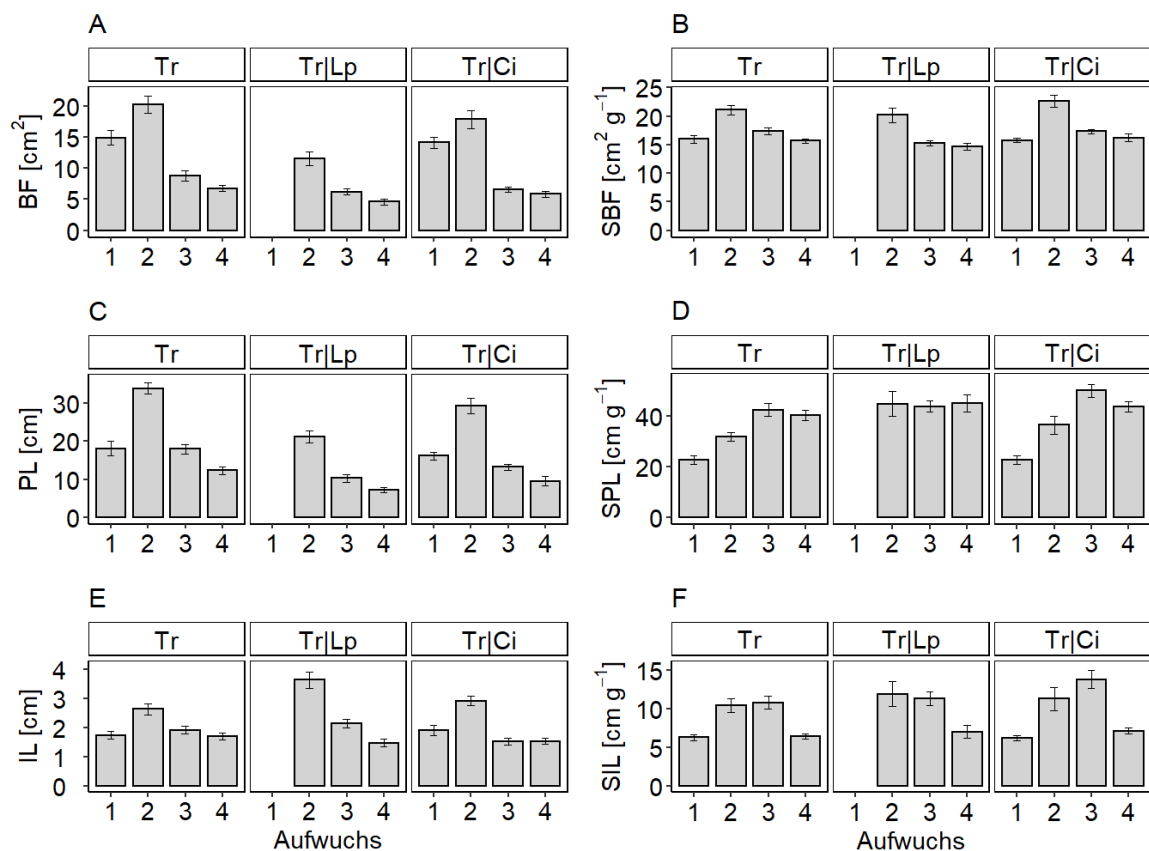 A
Tr Tr|Lp Tr|Ci
BF [cm²]
20
15
10
5
0
1 2 3 4 1 2 3 4 1 2 3 4
B
Tr Tr|Lp Tr|Ci
SBF [cm² g⁻¹]
25
20
15
10
5
0
1 2 3 4 1 2 3 4 1 2 3 4
C
Tr Tr|Lp Tr|Ci
PL [cm]
30
20
10
0
1 2 3 4 1 2 3 4 1 2 3 4
D
Tr Tr|Lp Tr|Ci
SPL [cm g⁻¹]
40
20
0
1 2 3 4 1 2 3 4 1 2 3 4
E
Tr Tr|Lp Tr|Ci
IL [cm]
4
3
2
1
0
1 2 3 4 1 2 3 4 1 2 3 4
Aufwuchs
F
Tr Tr|Lp Tr|Ci
SIL [cm g⁻¹]
15
10
5
0
1 2 3 4 1 2 3 4 1 2 3 4
Aufwuchs